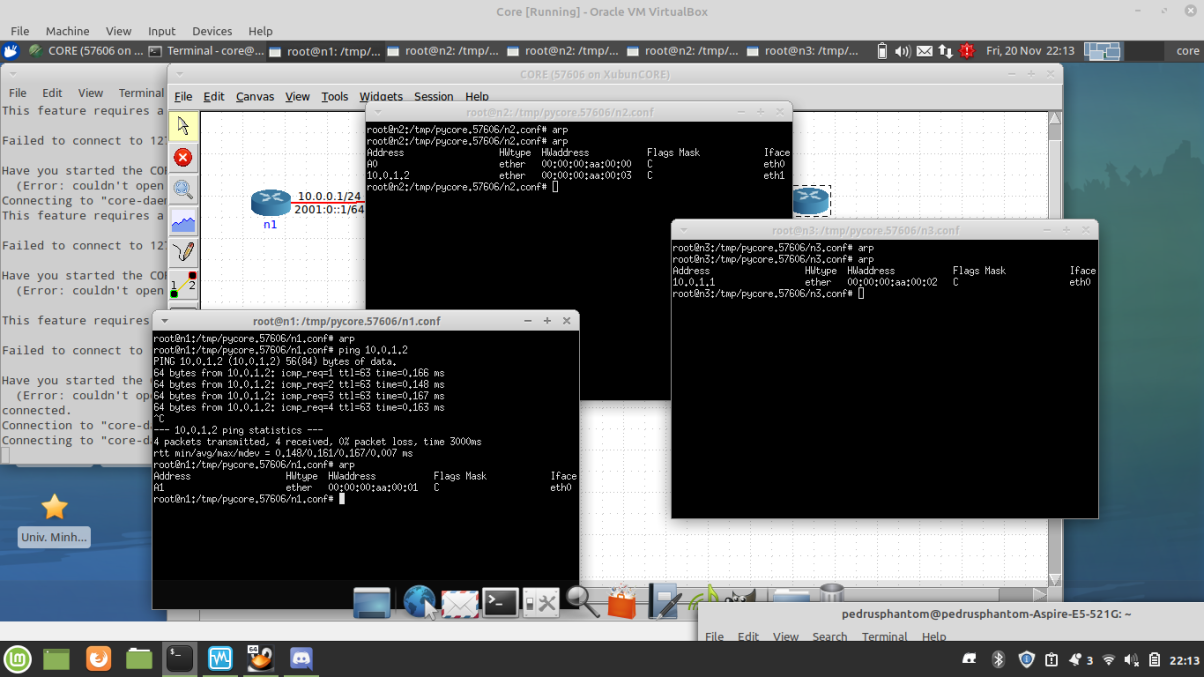 Core [Running] - Oracle VM VirtualBox
File Machine View Input Devices Help
CORE (57606 on ... Terminal - core@... root@n1: /tmp/... root@n2: /tmp/... root@n2: /tmp/... root@n2: /tmp/... root@n3: /tmp/... Fri, 20 Nov 22:13 core
CORE (57606 on XubunCORE)
File Edit View Terminal
This feature requires a
Failed to connect to 127
Have you started the COR
(Error: couldn't open
Connecting to "core-daem
This feature requires a
Failed to connect to 127
Have you started the COR
(Error: couldn't open
This feature requires
Failed to connect to
Have you started the
(Error: couldn't ope
connected.
Connection to "core-da
Connecting to "core-da
File Edit Canvas View Tools Widgets Session Help
1 2
10.0.0.1/24
2001:0::1/64
n1
root@n2: /tmp/pycore.57606/n2.conf
root@n2:/tmp/pycore.57606/n2.conf# arp
root@n2:/tmp/pycore.57606/n2.conf# arp
Address HWtype HWaddress Flags Mask Iface
A0 ether 00:00:00:aa:00:00 C eth0
10.0.1.2 ether 00:00:00:aa:00:03 C eth1
root@n2:/tmp/pycore.57606/n2.conf#
root@n3: /tmp/pycore.57606/n3.conf
root@n3:/tmp/pycore.57606/n3.conf# arp
root@n3:/tmp/pycore.57606/n3.conf# arp
Address HWtype HWaddress Flags Mask Iface
10.0.1.1 ether 00:00:00:aa:00:02 C eth0
root@n3:/tmp/pycore.57606/n3.conf#
root@n1: /tmp/pycore.57606/n1.conf
root@n1:/tmp/pycore.57606/n1.conf# arp
root@n1:/tmp/pycore.57606/n1.conf# ping 10.0.1.2
PING 10.0.1.2 (10.0.1.2) 56(84) bytes of data.
64 bytes from 10.0.1.2: icmp_req=1 ttl=63 time=0.166 ms
64 bytes from 10.0.1.2: icmp_req=2 ttl=63 time=0.148 ms
64 bytes from 10.0.1.2: icmp_req=3 ttl=63 time=0.167 ms
64 bytes from 10.0.1.2: icmp_req=4 ttl=63 time=0.163 ms
^C
--- 10.0.1.2 ping statistics ---
4 packets transmitted, 4 received, 0% packet loss, time 3000ms
rtt min/avg/max/mdev = 0.148/0.161/0.167/0.007 ms
root@n1:/tmp/pycore.57606/n1.conf# arp
Address HWtype HWaddress Flags Mask Iface
A1 ether 00:00:00:aa:00:01 C eth0
root@n1:/tmp/pycore.57606/n1.conf#
Univ. Minh...
pedrusphantom@pedrusphantom-Aspire-E5-521G: ~
File Edit View Search Terminal Help
3 22:13